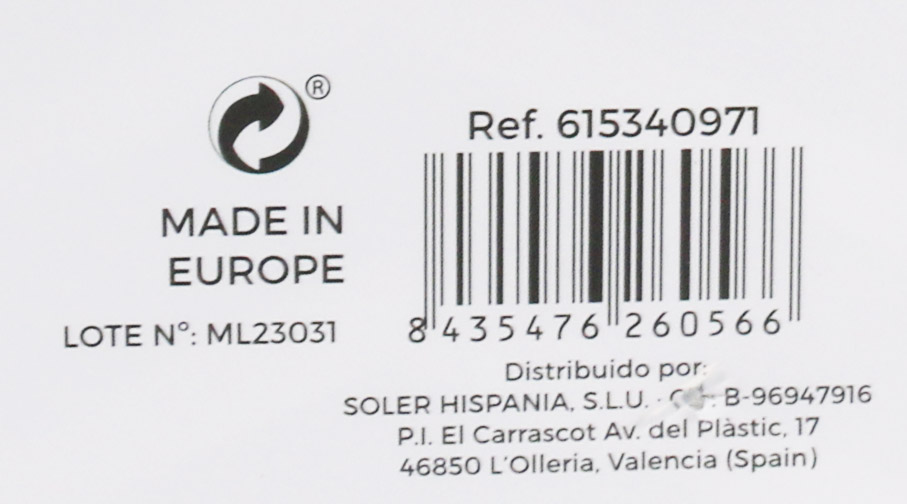 ®
MADE IN
EUROPE
LOTE Nº: ML23031
Ref. 615340971
8 435476 260566
Distribuido por:
SOLER HISPANIA, S.L.U. · B-96947916
P.I. El Carrascot Av. del Plàstic, 17
46850 L'Olleria, Valencia (Spain)